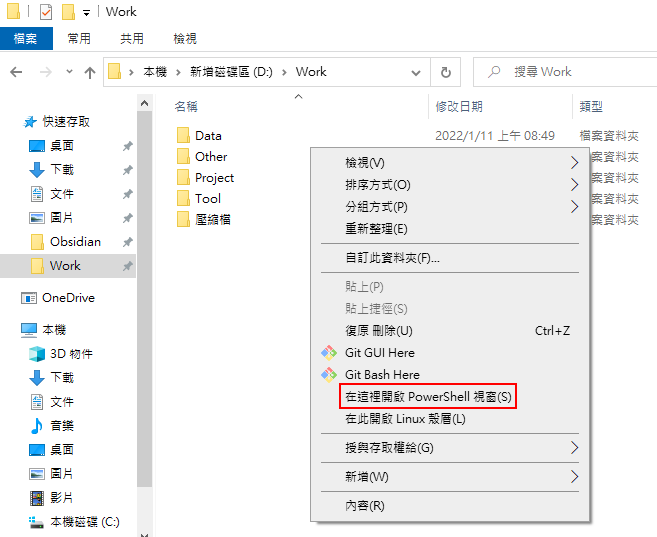 Work
檔案 常用 共用 檢視
本機 新增磁碟區 (D:) Work 搜尋 Work
名稱 修改日期 類型
快速存取
桌面
下載
文件
圖片
Obsidian
Work
OneDrive
本機
3D 物件
下載
文件
音樂
桌面
圖片
影片
本機磁碟 (C:)
Data 2022/1/11 上午 08:49 檔案資料夾
Other 檔案資料夾
Project 檔案資料夾
Tool 檔案資料夾
壓縮檔 檔案資料夾
檢視(V)
排序方式(O)
分組方式(P)
重新整理(E)
自訂此資料夾(F)...
貼上(P)
貼上捷徑(S)
復原 刪除(U) Ctrl+Z
Git GUI Here
Git Bash Here
在這裡開啟 PowerShell 視窗(S)
在此開啟 Linux 殼層(L)
授與存取權給(G)
新增(W)
內容(R)